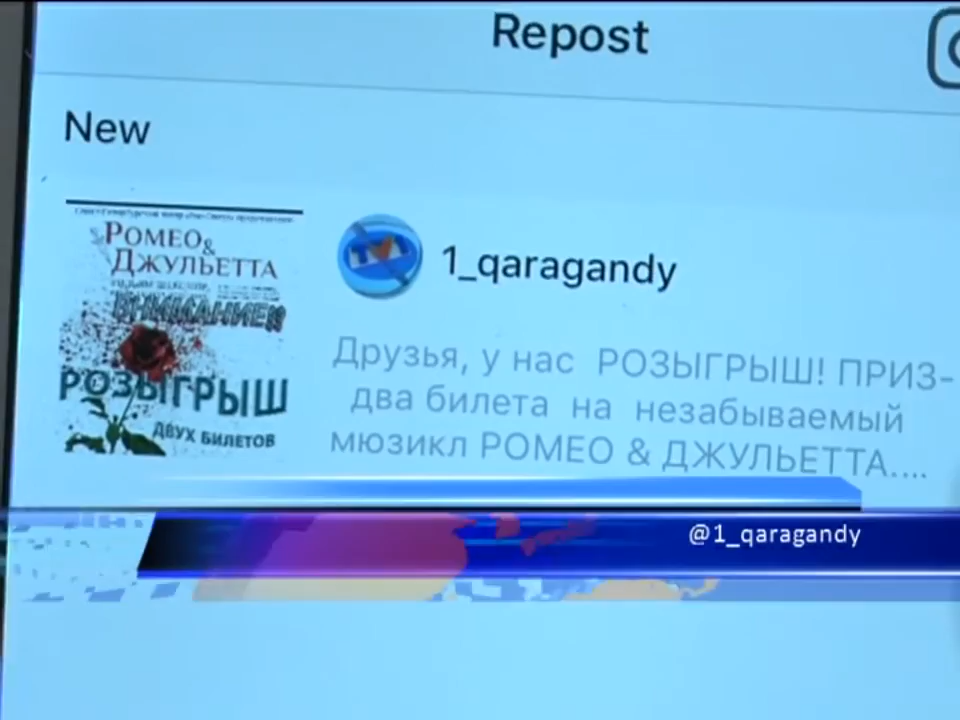 Repost
New
РОМЕО &
ДЖУЛЬЕТТА
ВНИМАНИЕ!!
РОЗЫГРЫШ
ДВУХ БИЛЕТОВ
1_qaragandy
Друзья, у нас РОЗЫГРЫШ! ПРИЗ-
два билета на незабываемый
мюзикл РОМЕО & ДЖУЛЬЕТТА....
@1_qaragandy